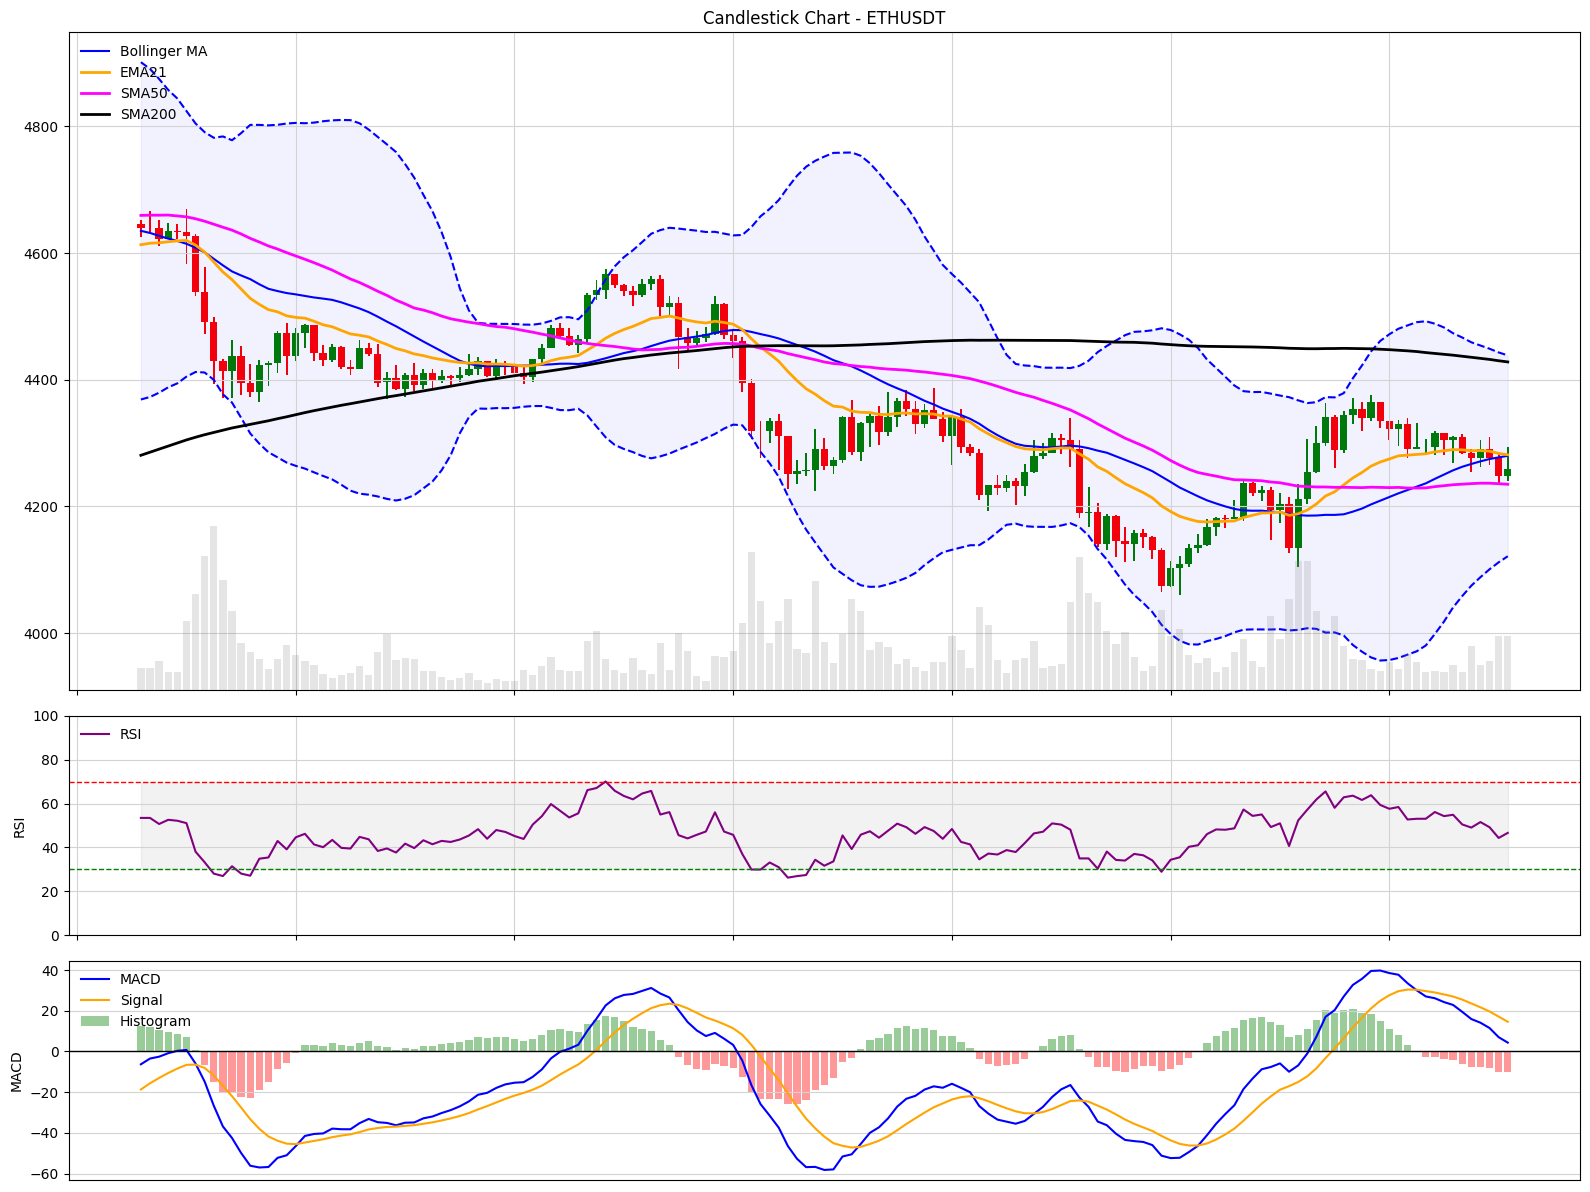 Candlestick Chart - ETHUSDT
Bollinger MA
EMA21
SMA50
SMA200
4800
4600
4400
4200
4000
RSI
100
80
60
40
20
0
RSI
MACD
Signal
Histogram
40
20
0
−20
−40
−60
MACD